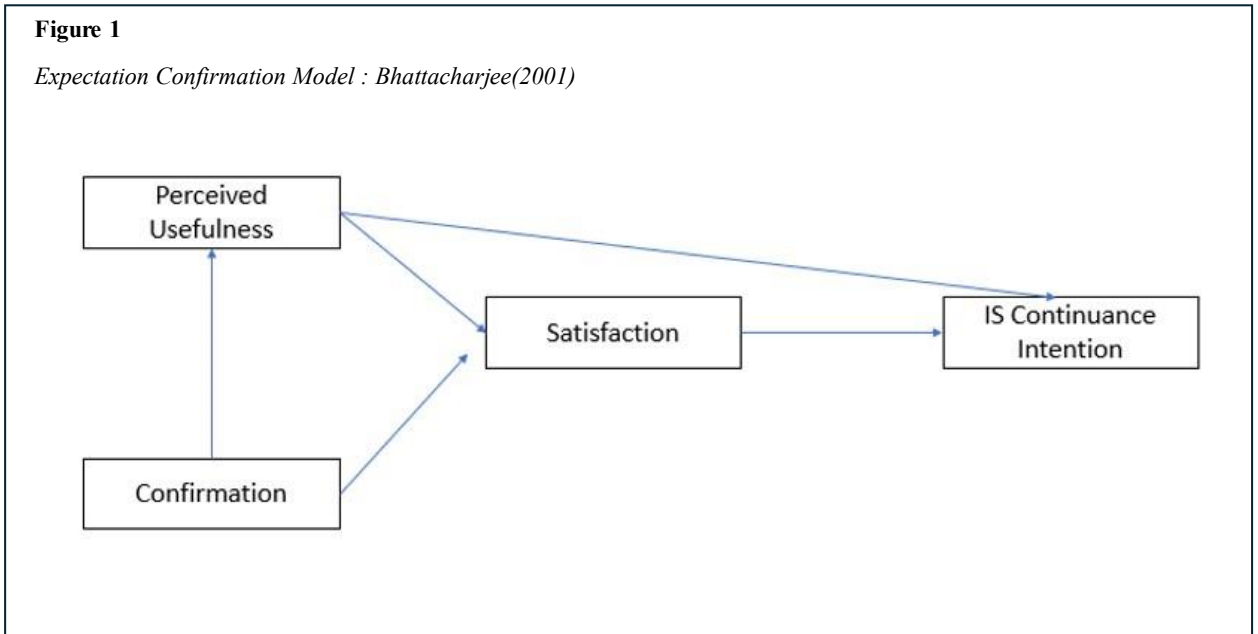 Figure 1
Expectation Confirmation Model : Bhattacharjee(2001)
Perceived
Usefulness
Satisfaction
IS Continuance
Intention
Confirmation